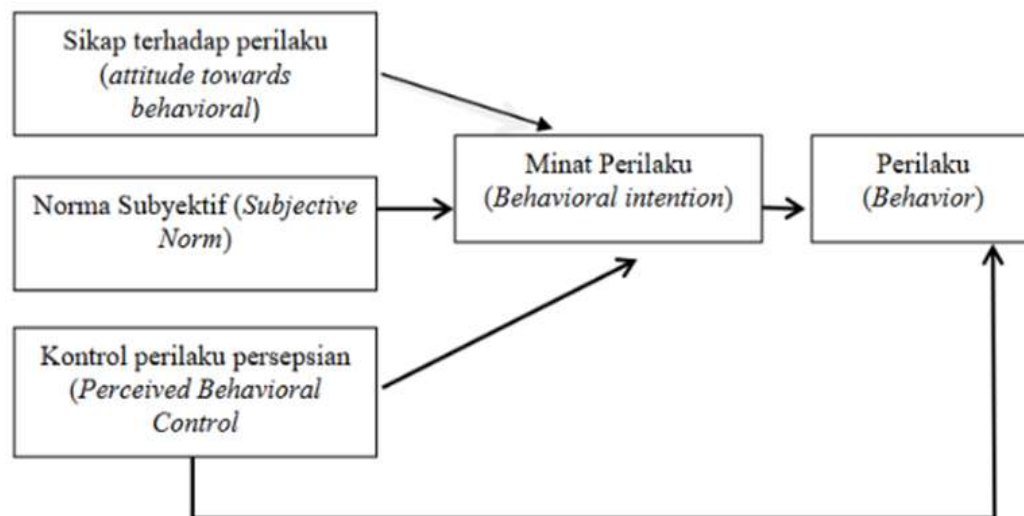 Sikap terhadap perilaku
(attitude towards
behavioral)
Norma Subyektif (Subjective
Norm)
Kontrol perilaku persepsian
(Perceived Behavioral
Control
Minat Perilaku
(Behavioral intention)
Perilaku
(Behavior)